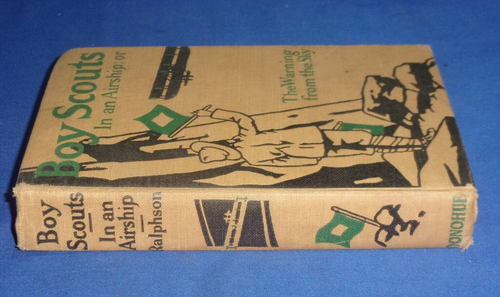 Boy Scouts
In an Airship; or
The Warning
from the Sky
Boy
Scouts
In an
Airship
Ralphson
DONOHUE